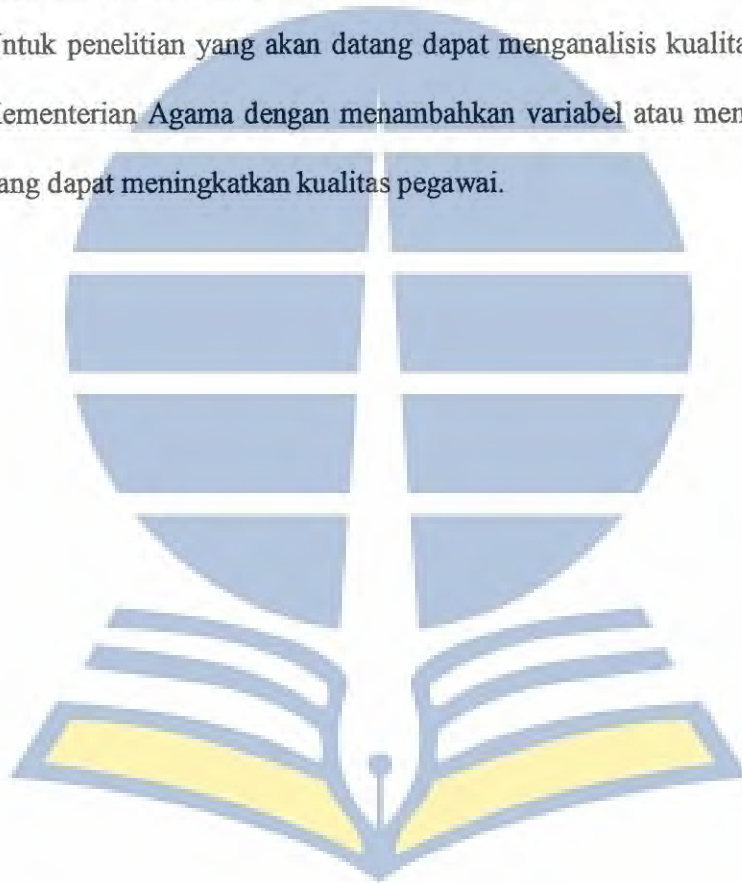 ntuk penelitian yang akan datang dapat menganalisis kualita
ementerian Agama dengan menambahkan variabel atau men
ang dapat meningkatkan kualitas pegawai.